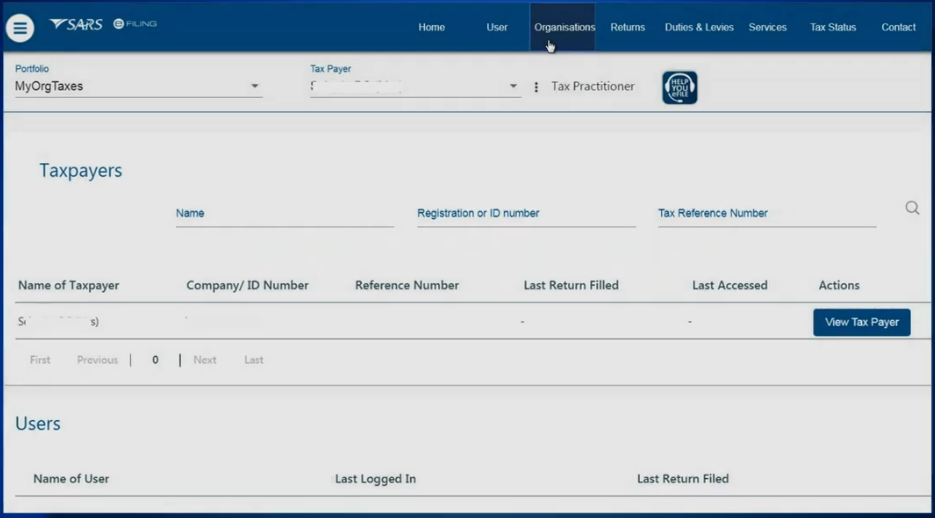 SARS eFILING Home User Organisations Returns Duties & Levies Services Tax Status Contact
Portfolio Tax Payer
MyOrgTaxes Tax Practitioner HELP YOU eFILE
Taxpayers
Name Registration or ID number Tax Reference Number
Name of Taxpayer Company/ ID Number Reference Number Last Return Filled Last Accessed Actions
- - View Tax Payer
First Previous | 0 | Next Last
Users
Name of User Last Logged In Last Return Filed